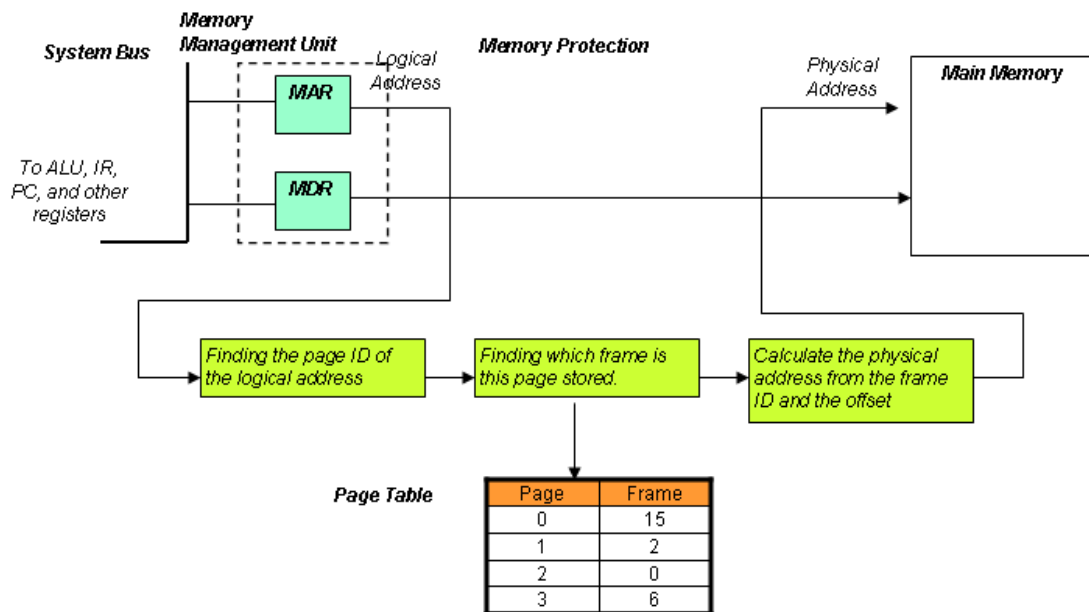 Memory
Management Unit
System Bus
Logical
Address
Memory Protection
Physical
Address
Main Memory
MAR
To ALU, IR,
PC, and other
registers
MDR
Finding the page ID of
the logical address
Finding which frame is
this page stored.
Calculate the physical
address from the frame
ID and the offset
Page Table
Page Frame
0 15
1 2
2 0
3 6